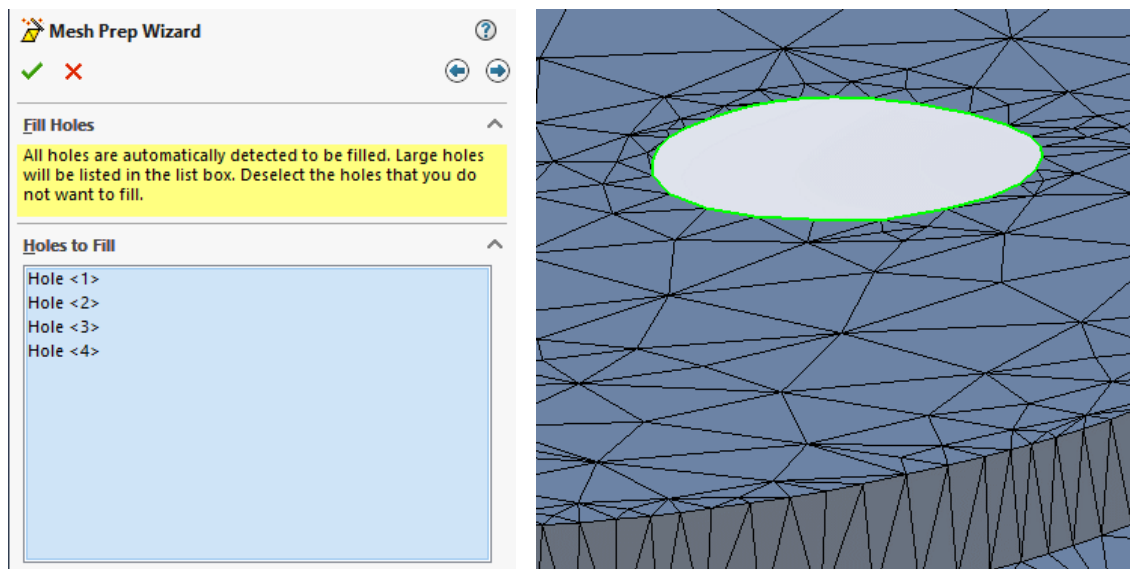 Mesh Prep Wizard
Fill Holes
All holes are automatically detected to be filled. Large holes
will be listed in the list box. Deselect the holes that you do
not want to fill.
Holes to Fill
Hole <1>
Hole <2>
Hole <3>
Hole <4>